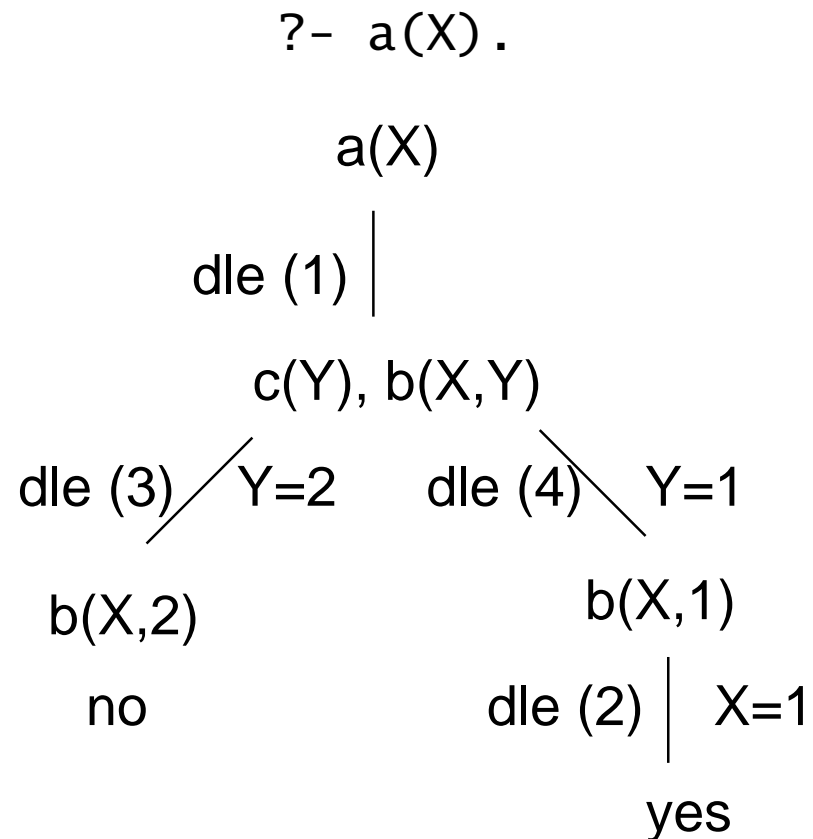 ?- a(X).
a(X)
dle (1)
c(Y), b(X,Y)
dle (3) Y=2 dle (4) Y=1
b(X,2) b(X,1)
no dle (2) X=1
yes